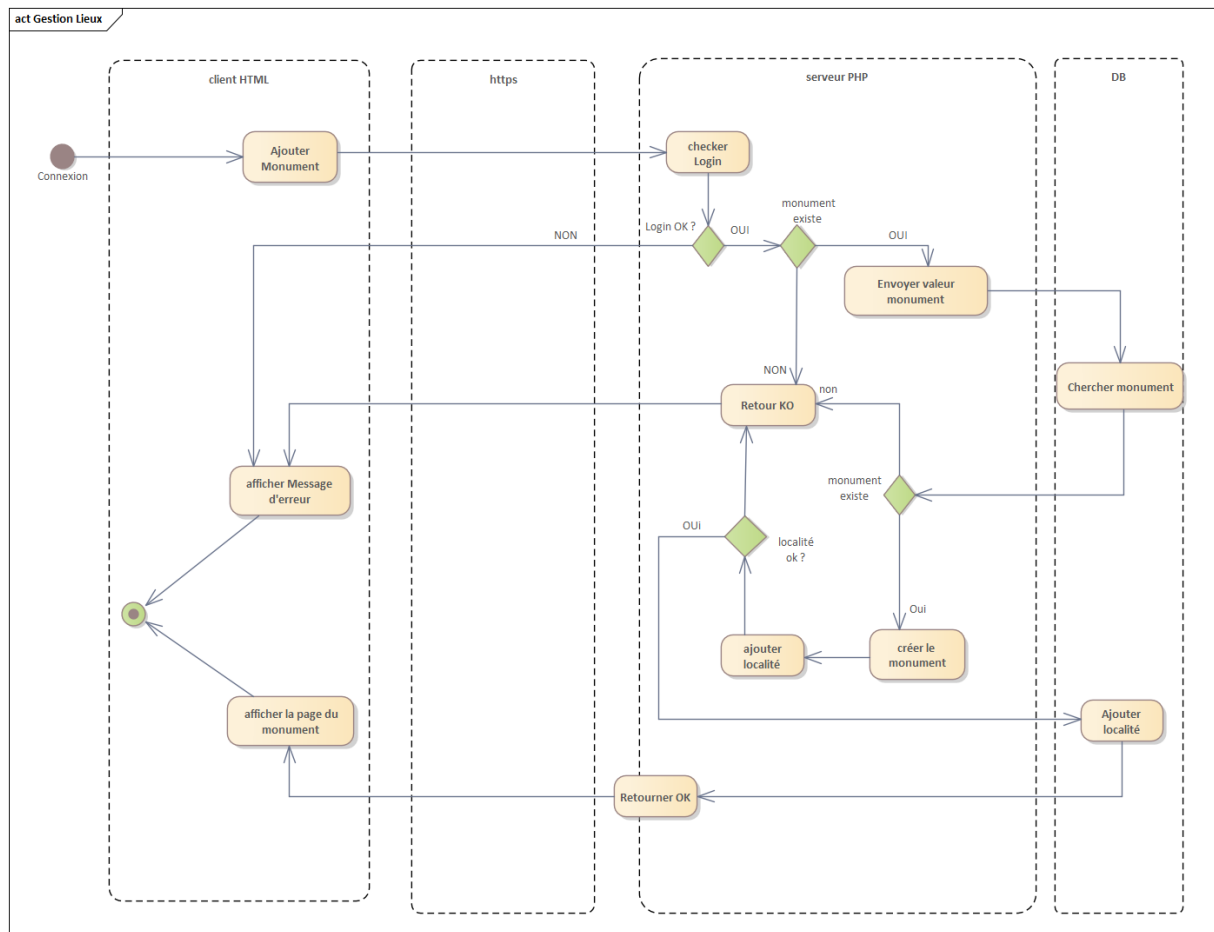 act Gestion Lieux
client HTML
https
serveur PHP
DB
Connexion
Ajouter
Monument
checker
Login
Login OK ?
OUI
NON
monument
existe
OUI
Envoyer valeur
monument
NON
Chercher monument
Retour KO
non
afficher Message
d'erreur
monument
existe
OUi
localité
ok ?
Oui
ajouter
localité
créer le
monument
afficher la page du
monument
Ajouter
localité
Retourner OK